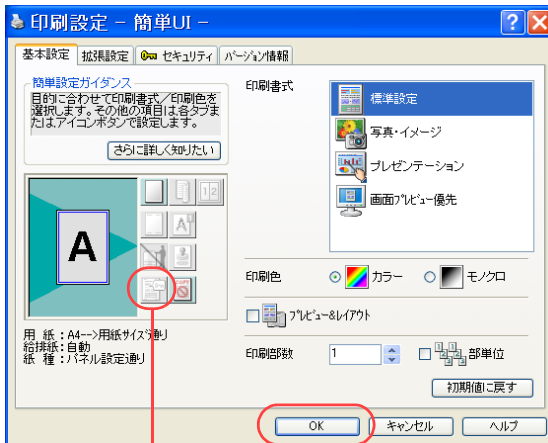 印刷設定 － 簡単UI －
基本設定 拡張設定 セキュリティ バージョン情報
簡単設定ガイダンス
目的に合わせて印刷書式／印刷色を
選択します。その他の項目は各タブま
たはアイコンボタンで設定します。
さらに詳しく知りたい
12
A
A
用 紙：A4-->用紙サイズ通り
給排紙：自動
紙 種：パネル設定通り
印刷書式
標準設定
写真・イメージ
プレゼンテーション
画面プレビュー優先
印刷色 カラー モノクロ
プレビュー&レイアウト
印刷部数 1 部単位
初期値に戻す
OK キャンセル ヘルプ